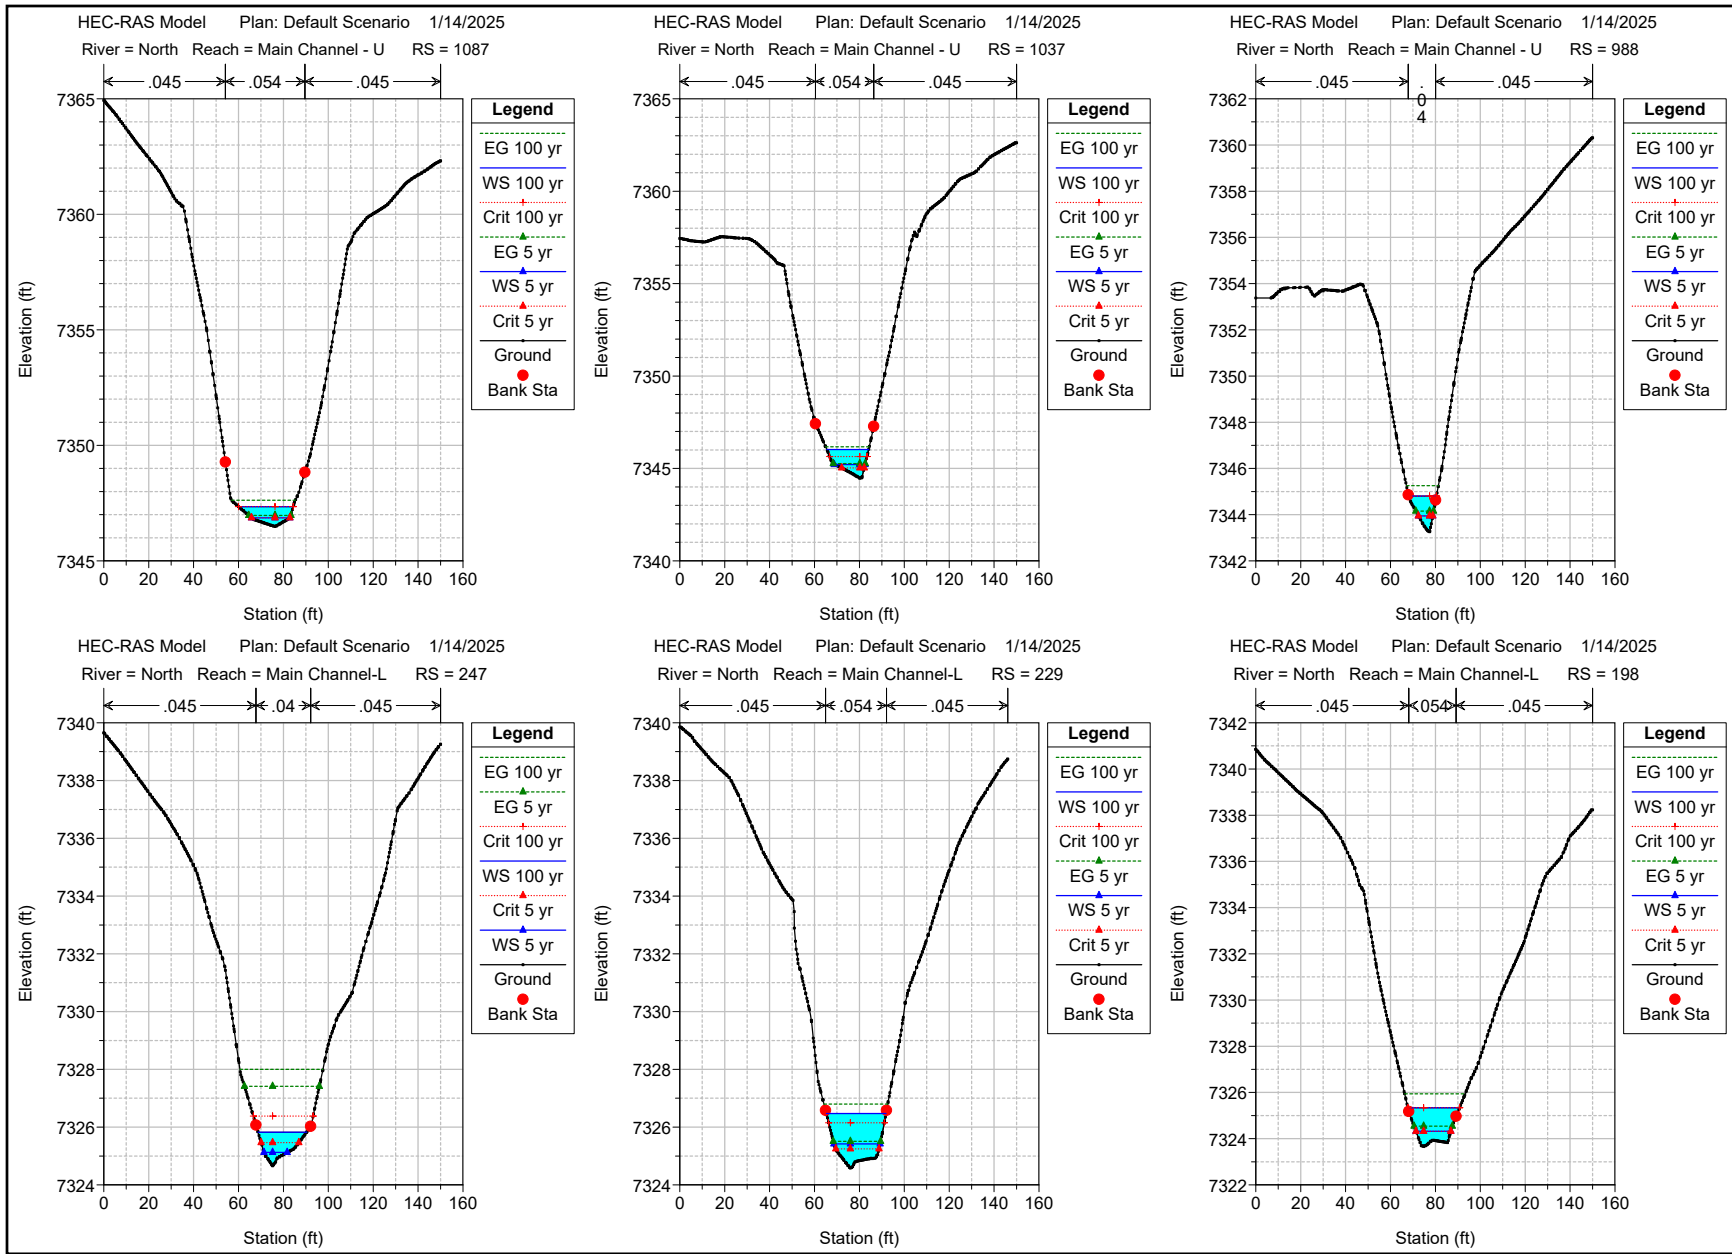 HEC-RAS Model Plan: Default Scenario 1/14/2025
River = North Reach = Main Channel - U RS = 1087
.045 .054 .045
7365
7360
7355
7350
7345
Elevation (ft)
0 20 40 60 80 100 120 140 160
Station (ft)
Legend
EG 100 yr
WS 100 yr
Crit 100 yr
EG 5 yr
WS 5 yr
Crit 5 yr
Ground
Bank Sta
HEC-RAS Model Plan: Default Scenario 1/14/2025
River = North Reach = Main Channel - U RS = 1037
.045 .054 .045
7365
7360
7355
7350
7345
7340
Elevation (ft)
0 20 40 60 80 100 120 140 160
Station (ft)
Legend
EG 100 yr
WS 100 yr
Crit 100 yr
EG 5 yr
WS 5 yr
Crit 5 yr
Ground
Bank Sta
HEC-RAS Model Plan: Default Scenario 1/14/2025
River = North Reach = Main Channel - U RS = 988
.045 .04 .045
7362
7360
7358
7356
7354
7352
7350
7348
7346
7344
7342
Elevation (ft)
0 20 40 60 80 100 120 140 160
Station (ft)
Legend
EG 100 yr
WS 100 yr
Crit 100 yr
EG 5 yr
WS 5 yr
Crit 5 yr
Ground
Bank Sta
HEC-RAS Model Plan: Default Scenario 1/14/2025
River = North Reach = Main Channel-L RS = 247
.045 .04 .045
7340
7338
7336
7334
7332
7330
7328
7326
7324
Elevation (ft)
0 20 40 60 80 100 120 140 160
Station (ft)
Legend
EG 100 yr
EG 5 yr
Crit 100 yr
WS 100 yr
Crit 5 yr
WS 5 yr
Ground
Bank Sta
HEC-RAS Model Plan: Default Scenario 1/14/2025
River = North Reach = Main Channel-L RS = 229
.045 .054 .045
7340
7338
7336
7334
7332
7330
7328
7326
7324
Elevation (ft)
0 20 40 60 80 100 120 140 160
Station (ft)
Legend
EG 100 yr
WS 100 yr
Crit 100 yr
EG 5 yr
WS 5 yr
Crit 5 yr
Ground
Bank Sta
HEC-RAS Model Plan: Default Scenario 1/14/2025
River = North Reach = Main Channel-L RS = 198
.045 .054 .045
7342
7340
7338
7336
7334
7332
7330
7328
7326
7324
7322
Elevation (ft)
0 20 40 60 80 100 120 140 160
Station (ft)
Legend
EG 100 yr
WS 100 yr
Crit 100 yr
EG 5 yr
WS 5 yr
Crit 5 yr
Ground
Bank Sta